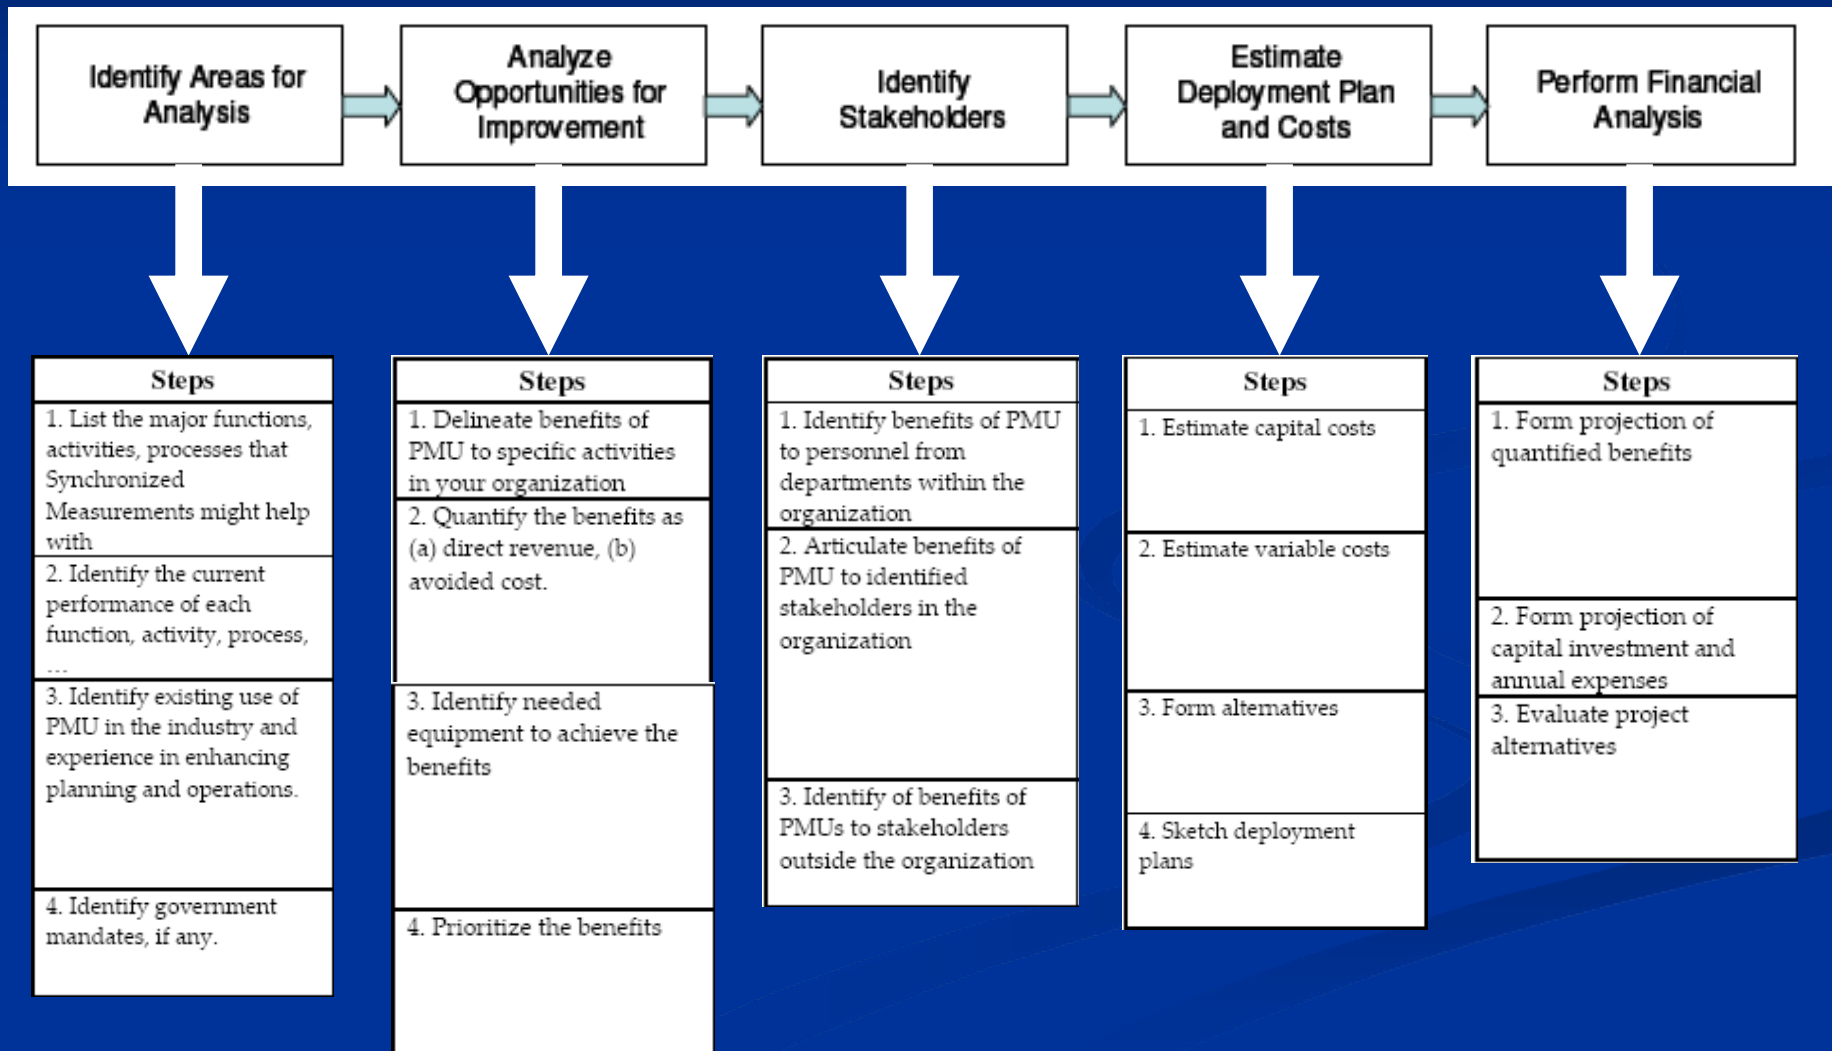 Identify Areas for
Analysis
Analyze
Opportunities for
Improvement
Identify
Stakeholders
Estimate
Deployment Plan
and Costs
Perform Financial
Analysis
Steps
1. List the major functions,
activities, processes that
Synchronized
Measurements might help
with
2. Identify the current
performance of each
function, activity, process,
...
3. Identify existing use of
PMU in the industry and
experience in enhancing
planning and operations.
4. Identify government
mandates, if any.
Steps
1. Delineate benefits of
PMU to specific activities
in your organization
2. Quantify the benefits as
(a) direct revenue, (b)
avoided cost.
3. Identify needed
equipment to achieve the
benefits
4. Prioritize the benefits
Steps
1. Identify benefits of PMU
to personnel from
departments within the
organization
2. Articulate benefits of
PMU to identified
stakeholders in the
organization
3. Identify of benefits of
PMUs to stakeholders
outside the organization
Steps
1. Estimate capital costs
2. Estimate variable costs
3. Form alternatives
4. Sketch deployment
plans
Steps
1. Form projection of
quantified benefits
2. Form projection of
capital investment and
annual expenses
3. Evaluate project
alternatives